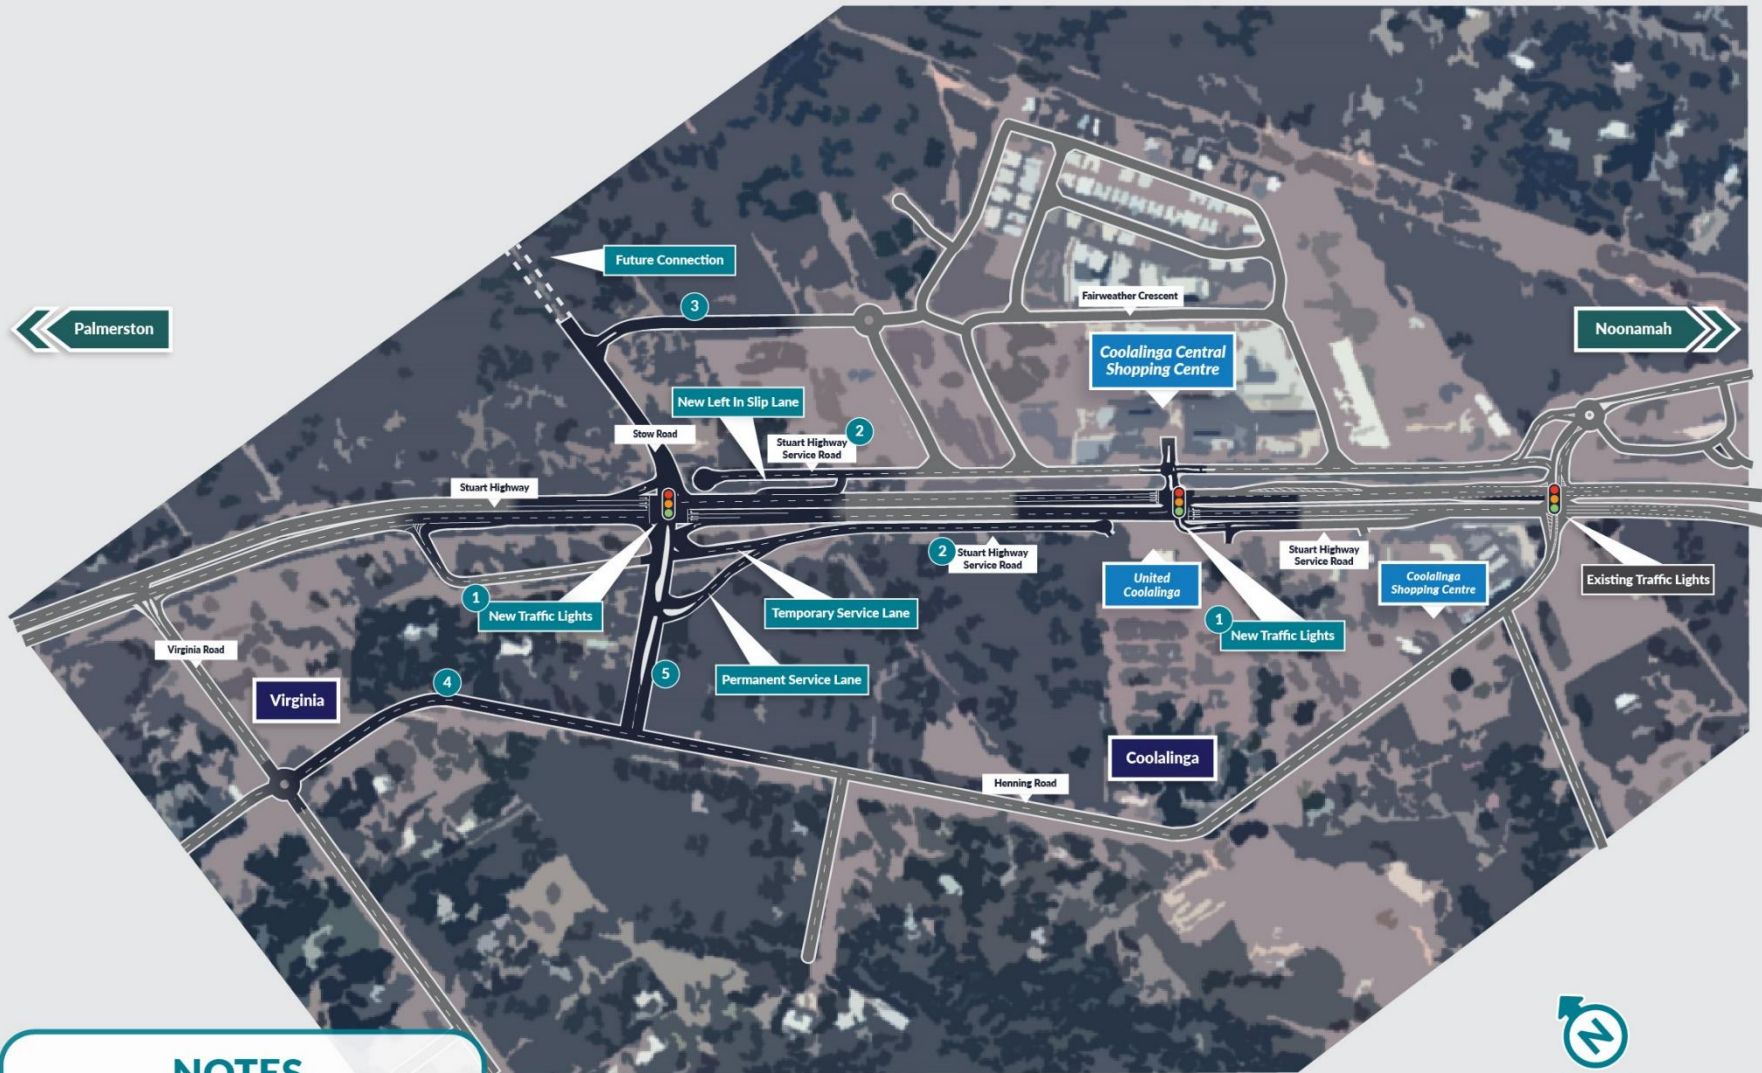 Future Connection
3
Palmerston
Fairweather Crescent
Noonamah
Coolalinga Central
Shopping Centre
New Left In Slip Lane
Stow Road
2
Stuart Highway
Service Road
Stuart Highway
2
Stuart Highway
Service Road
Stuart Highway
Service Road
United
Coolalinga
Coolalinga
Shopping Centre
Existing Traffic Lights
1
New Traffic Lights
Temporary Service Lane
1
New Traffic Lights
Virginia Road
Permanent Service Lane
4
5
Virginia
Coolalinga
Henning Road
N
NOTES